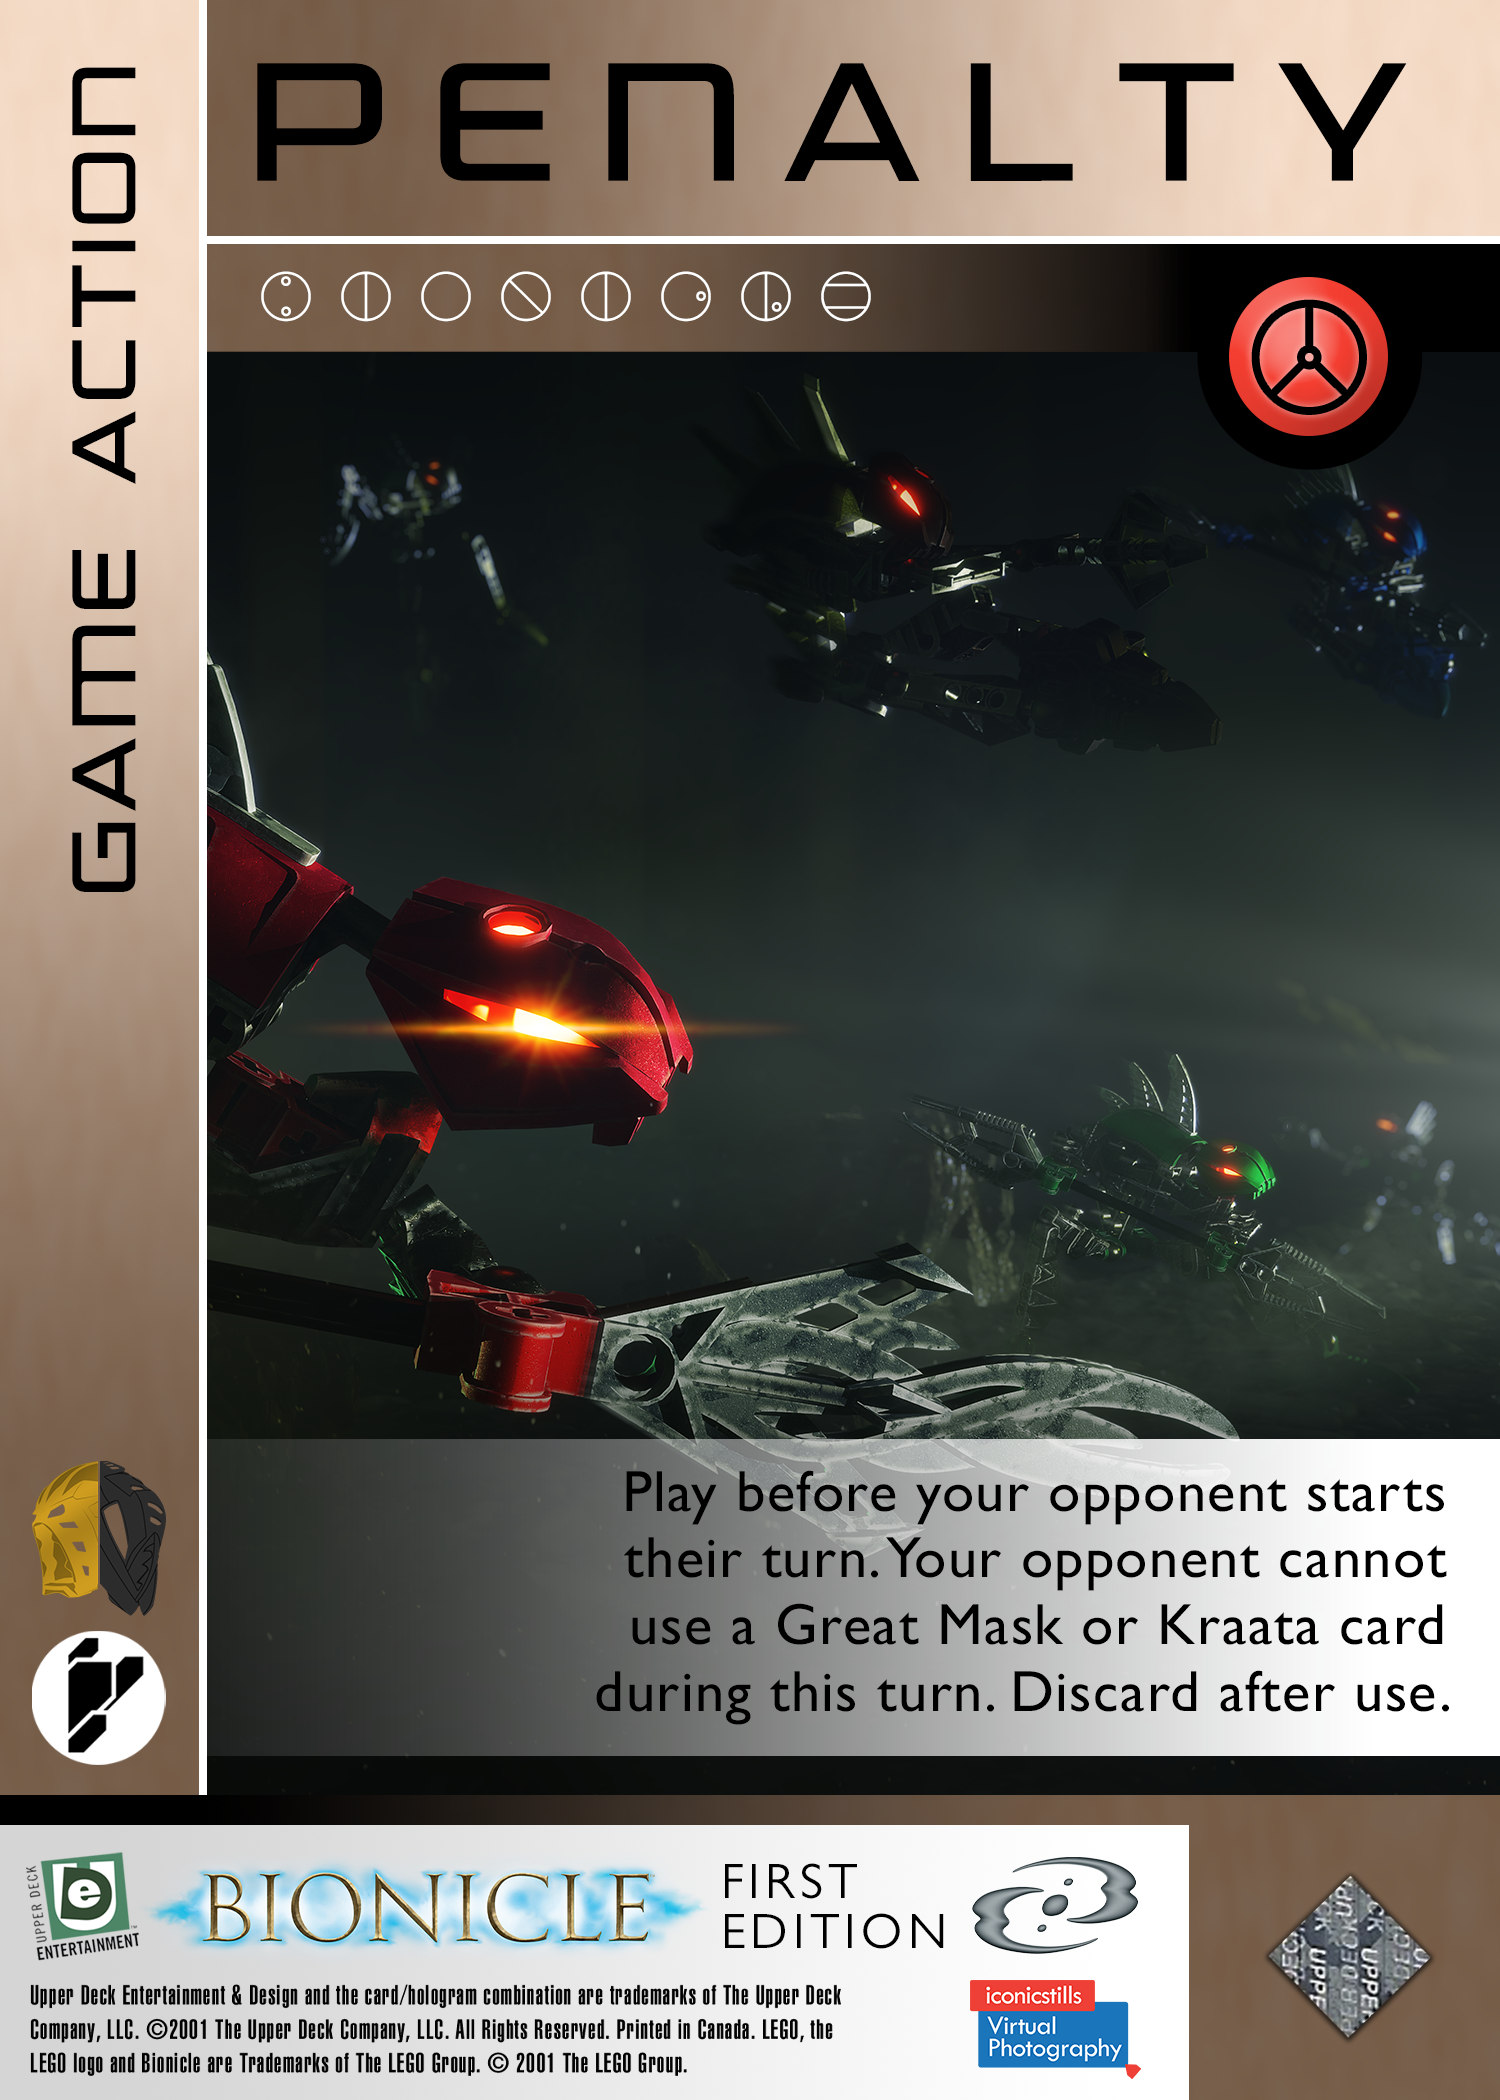 PENALTY
GAME ACTION
Play before your opponent starts
their turn. Your opponent cannot
use a Great Mask or Kraata card
during this turn. Discard after use.
UPPER DECK
e
ENTERTAINMENT
BIONICLE
FIRST
EDITION
Upper Deck Entertainment & Design and the card/hologram combination are trademarks of The Upper Deck
Company, LLC. ©2001 The Upper Deck Company, LLC. All Rights Reserved. Printed in Canada. LEGO, the
LEGO logo and Bionicle are Trademarks of The LEGO Group. © 2001 The LEGO Group.
iconicstills
Virtual
Photography